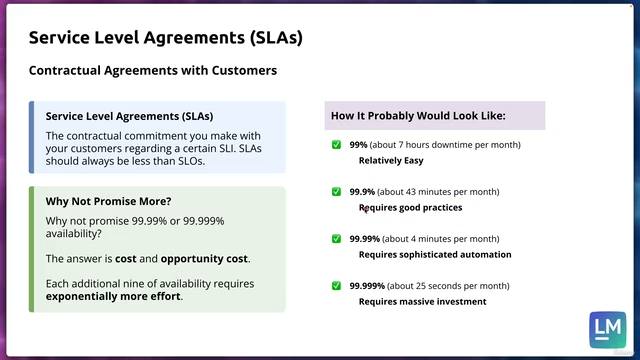 Service Level Agreements (SLAs)
Contractual Agreements with Customers
Service Level Agreements (SLAs)
The contractual commitment you make with
your customers regarding a certain SLI. SLAs
should always be less than SLOs.
Why Not Promise More?
Why not promise 99.99% or 99.999%
availability?
The answer is cost and opportunity cost.
Each additional nine of availability requires
exponentially more effort.
How It Probably Would Look Like:
✅ 99% (about 7 hours downtime per month)
Relatively Easy
✅ 99.9% (about 43 minutes per month)
Requires good practices
✅ 99.99% (about 4 minutes per month)
Requires sophisticated automation
✅ 99.999% (about 25 seconds per month)
Requires massive investment
LM